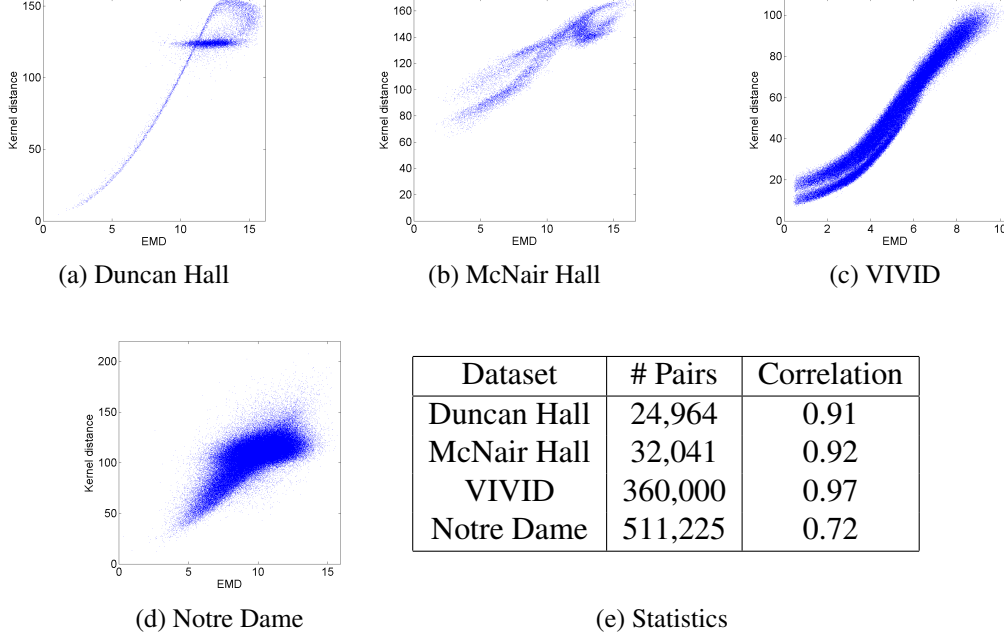 150
100
50
0
Kernel distance
0 5 10 15
EMD
(a) Duncan Hall
160
140
120
100
80
60
40
20
0
Kernel distance
0 5 10 15
EMD
(b) McNair Hall
100
80
60
40
20
0
Kernel distance
0 2 4 6 8 10
EMD
(c) VIVID
200
150
100
50
0
Kernel distance
0 5 10 15
EMD
(d) Notre Dame
Dataset # Pairs Correlation
Duncan Hall 24,964 0.91
McNair Hall 32,041 0.92
VIVID 360,000 0.97
Notre Dame 511,225 0.72
(e) Statistics